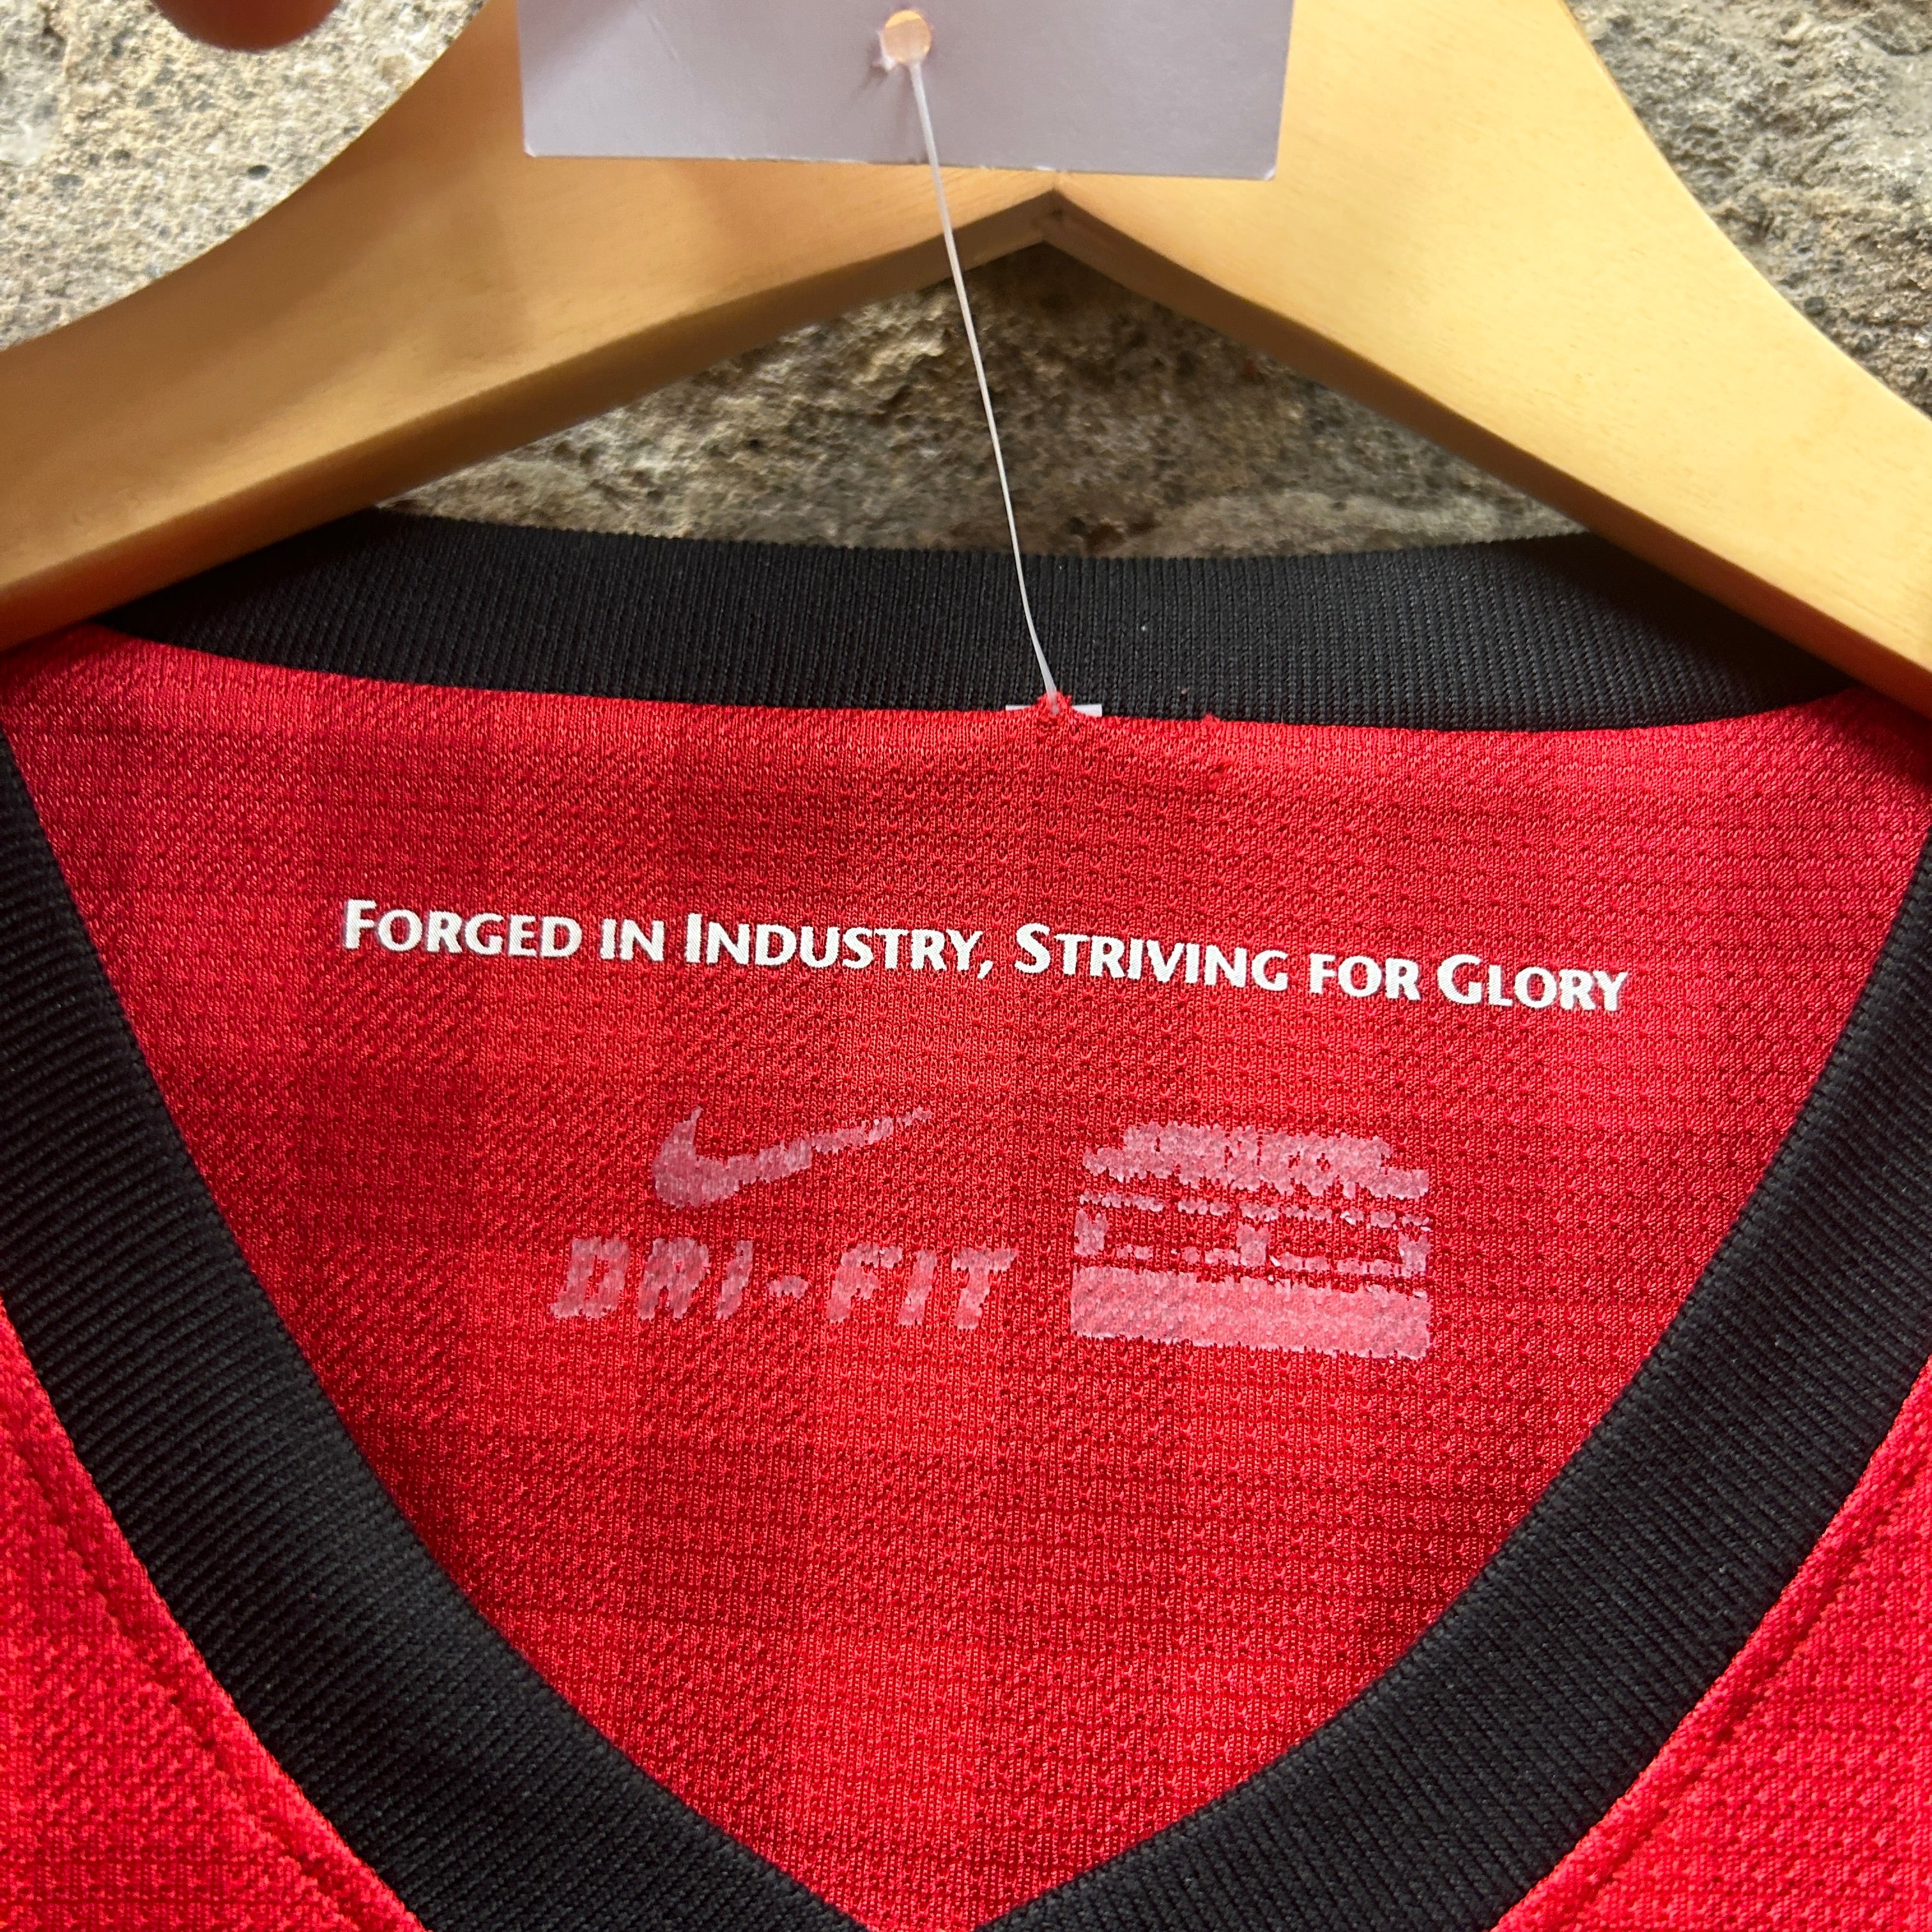 FORGED IN INDUSTRY, STRIVING FOR GLORY
DRI-FIT